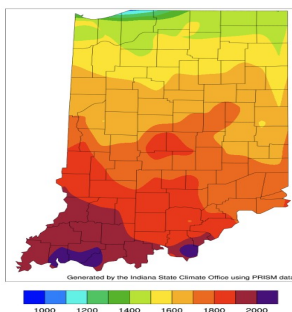 Generated by the Indiana State Climate Office using PRISM data
1000 1200 1400 1600 1800 2000